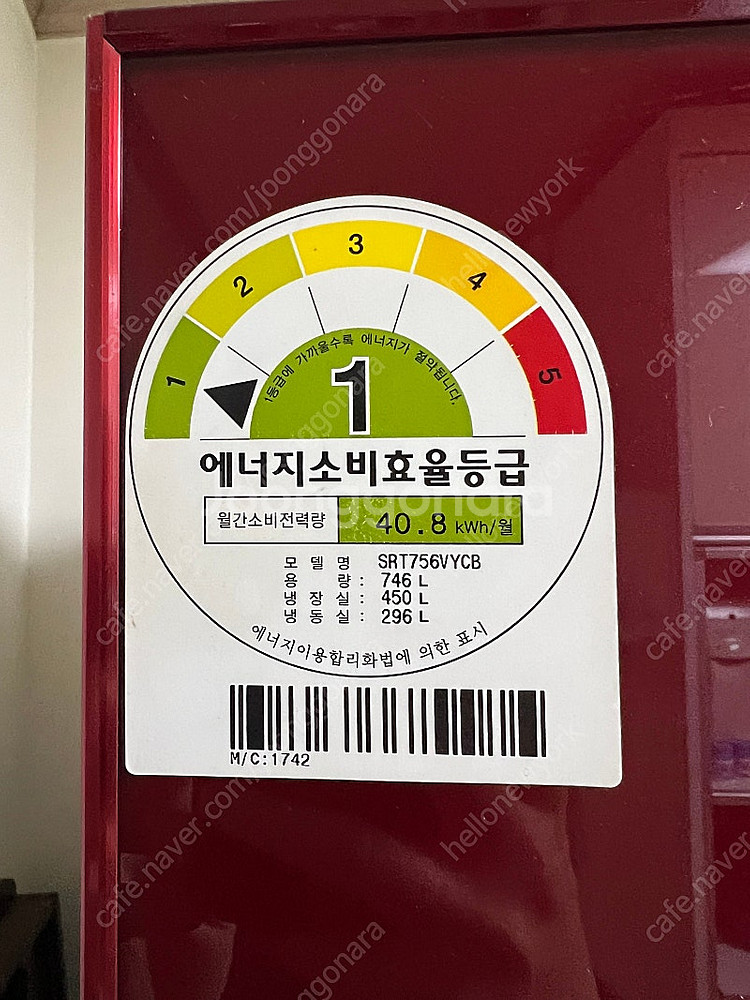 1
2
3
4
5
1등급에 가까울수록 에너지가 절약됩니다.
1
에너지소비효율등급
월간소비전력량 40.8 kWh/월
모델명 SRT756VYCB
용량: 746 L
냉장실: 450 L
냉동실: 296 L
에너지이용합리화법에 의한 표시
M/C:1742
cafe.naver.com/joonggonara
hellonewyork
joonggonara